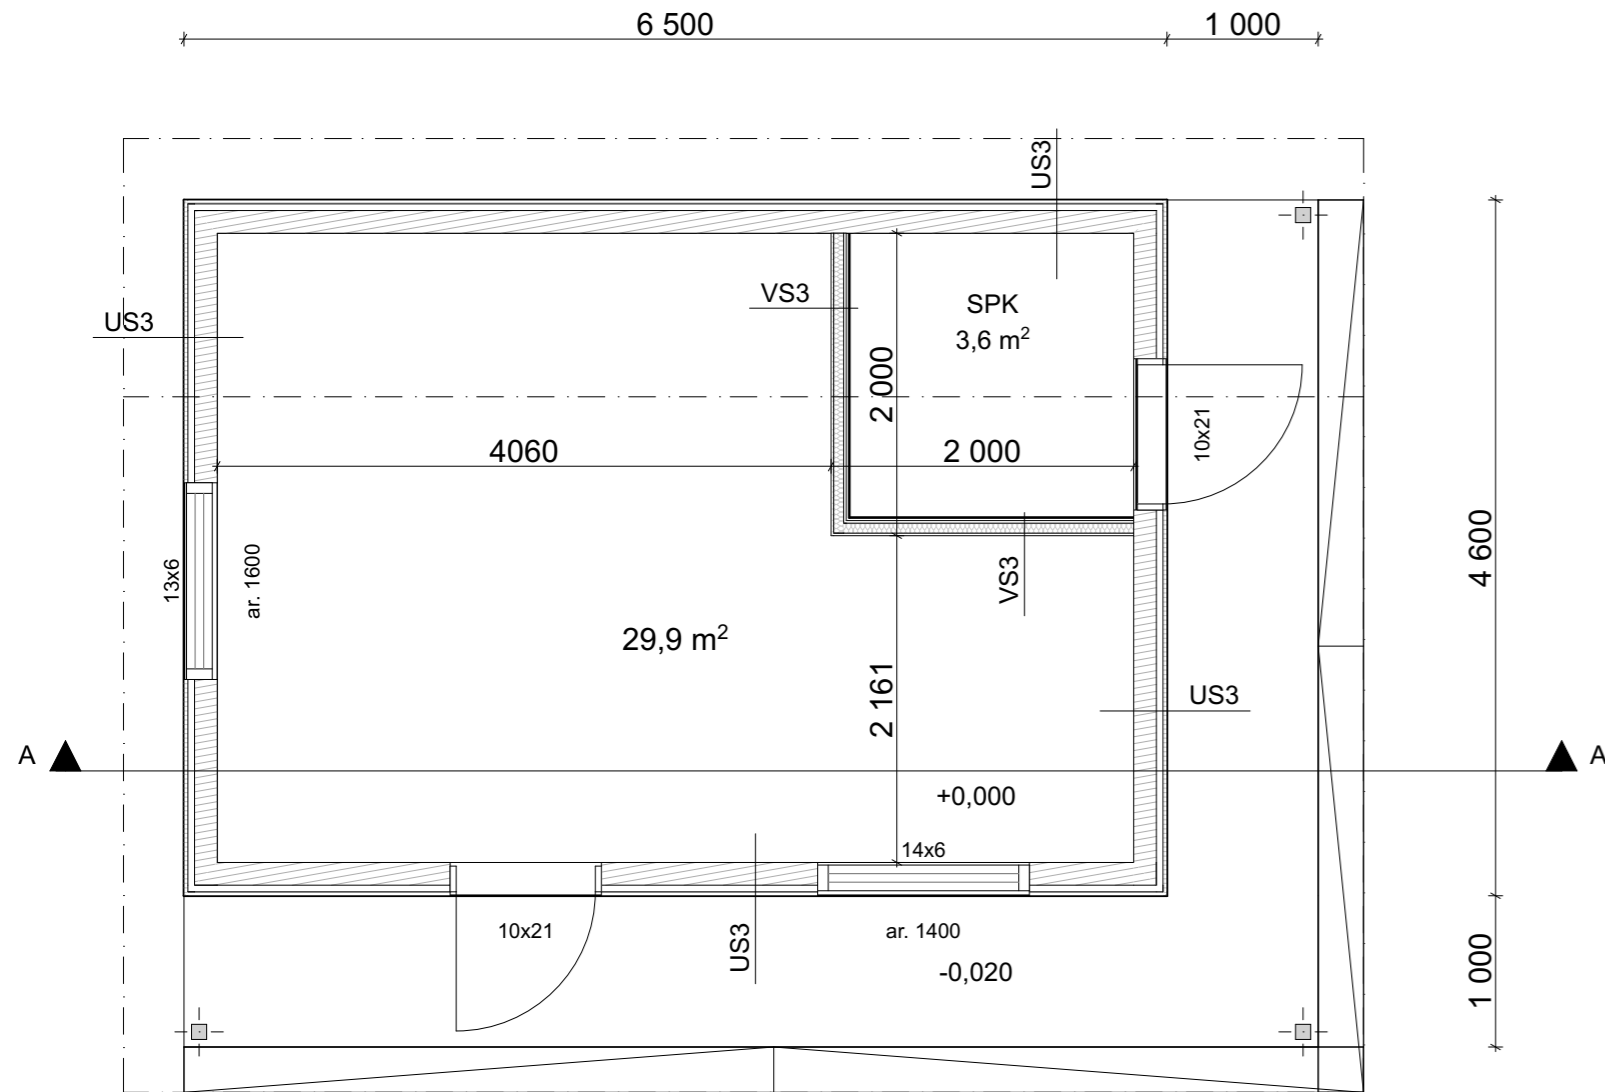 6 500
1 000
US3
US3
VS3
SPK
3,6 m²
2 000
4060
2 000
10x21
4 600
13x6
ar. 1600
VS3
29,9 m²
2 161
US3
A
A
+0,000
14x6
10x21
US3
ar. 1400
-0,020
1 000